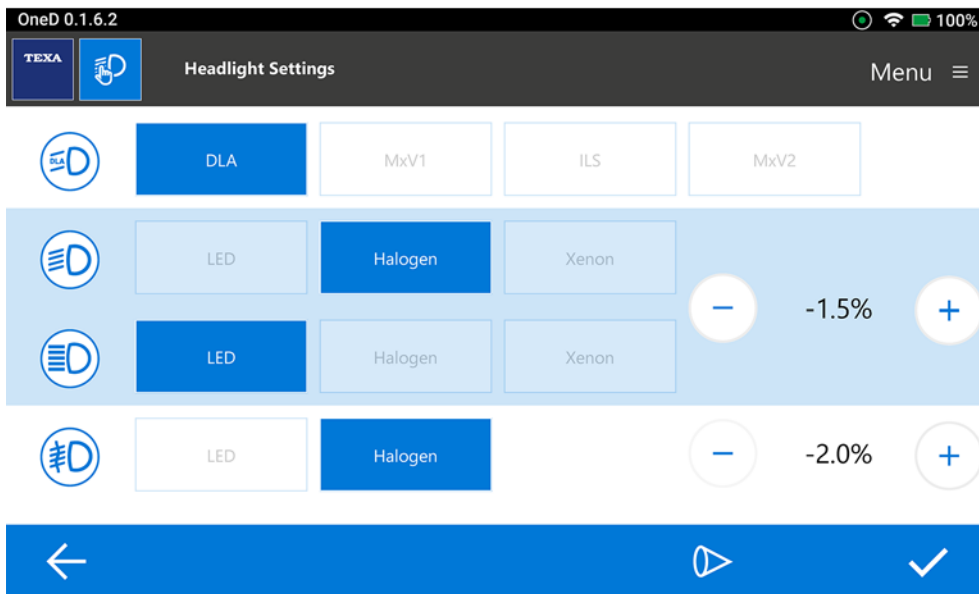 OneD 0.1.6.2 100%
TEXA Headlight Settings Menu
DLA DLA MxV1 ILS MxV2
LED Halogen Xenon
-1.5%
LED Halogen Xenon
LED Halogen -2.0%